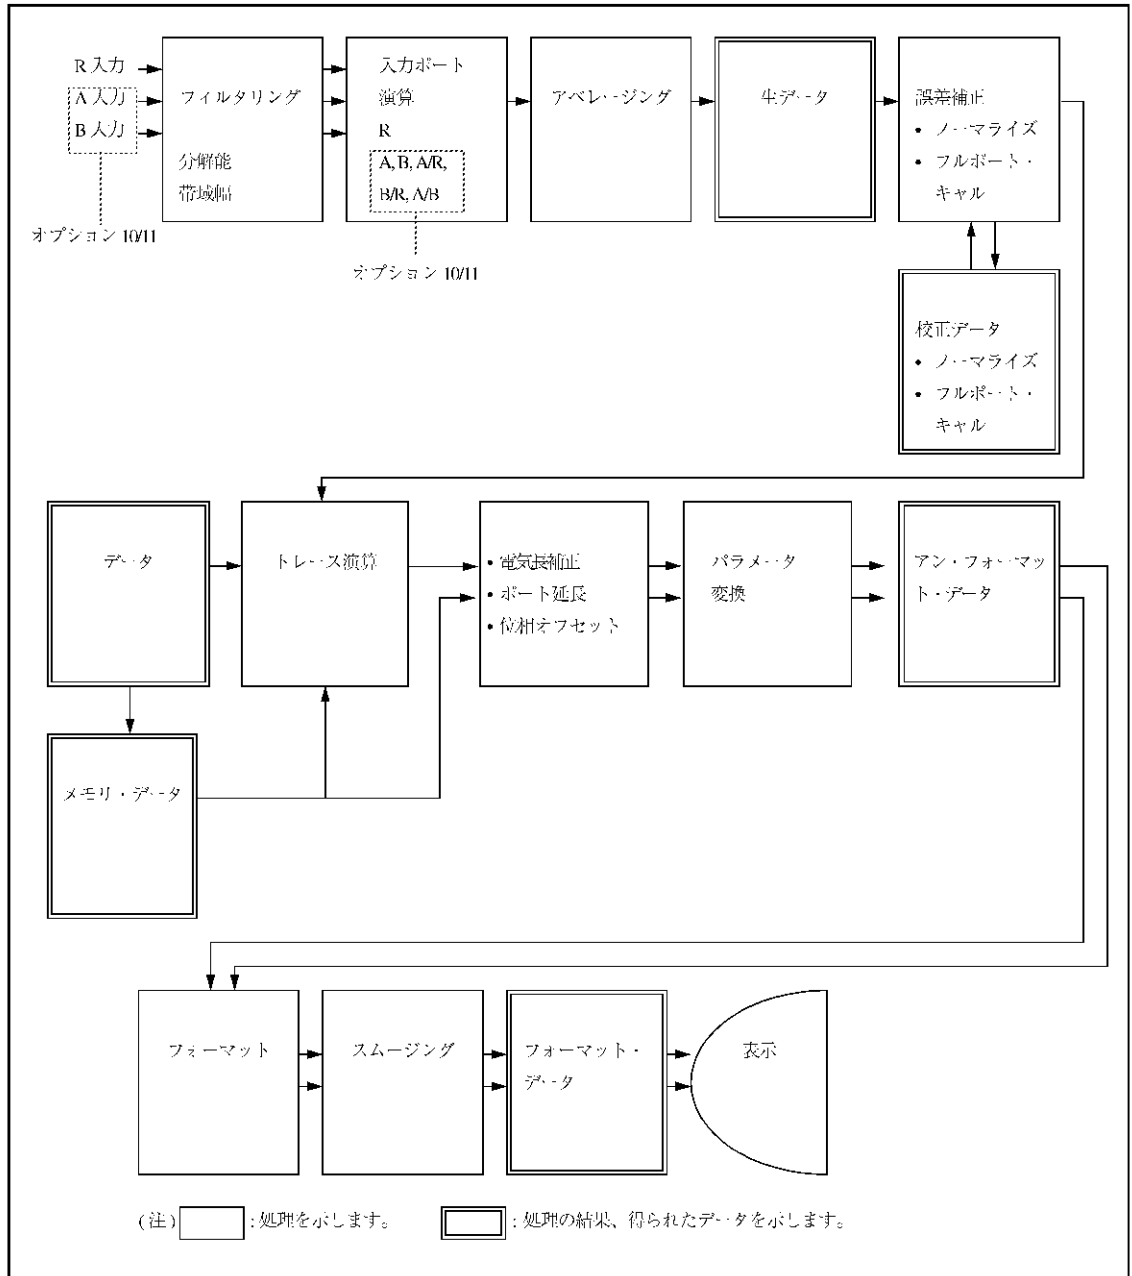 R 入力
A 入力
B 入力
オプション 10/11
フィルタリング
分解能
帯域幅
入力ポート
演算
R
A, B, A/R,
B/R, A/B
オプション 10/11
アベレージング
生データ
誤差補正
• ノーマライズ
• フルポート・
キャル
校正データ
• ノーマライズ
• フルポート・
キャル
データ
トレース演算
• 電気長補正
• ポート延長
• 位相オフセット
パラメータ
変換
アン・フォーマッ
ト・データ
メモリ・データ
フォーマット
スムージング
フォーマット・
データ
表示
(注) : 処理を示します。
: 処理の結果、得られたデータを示します。